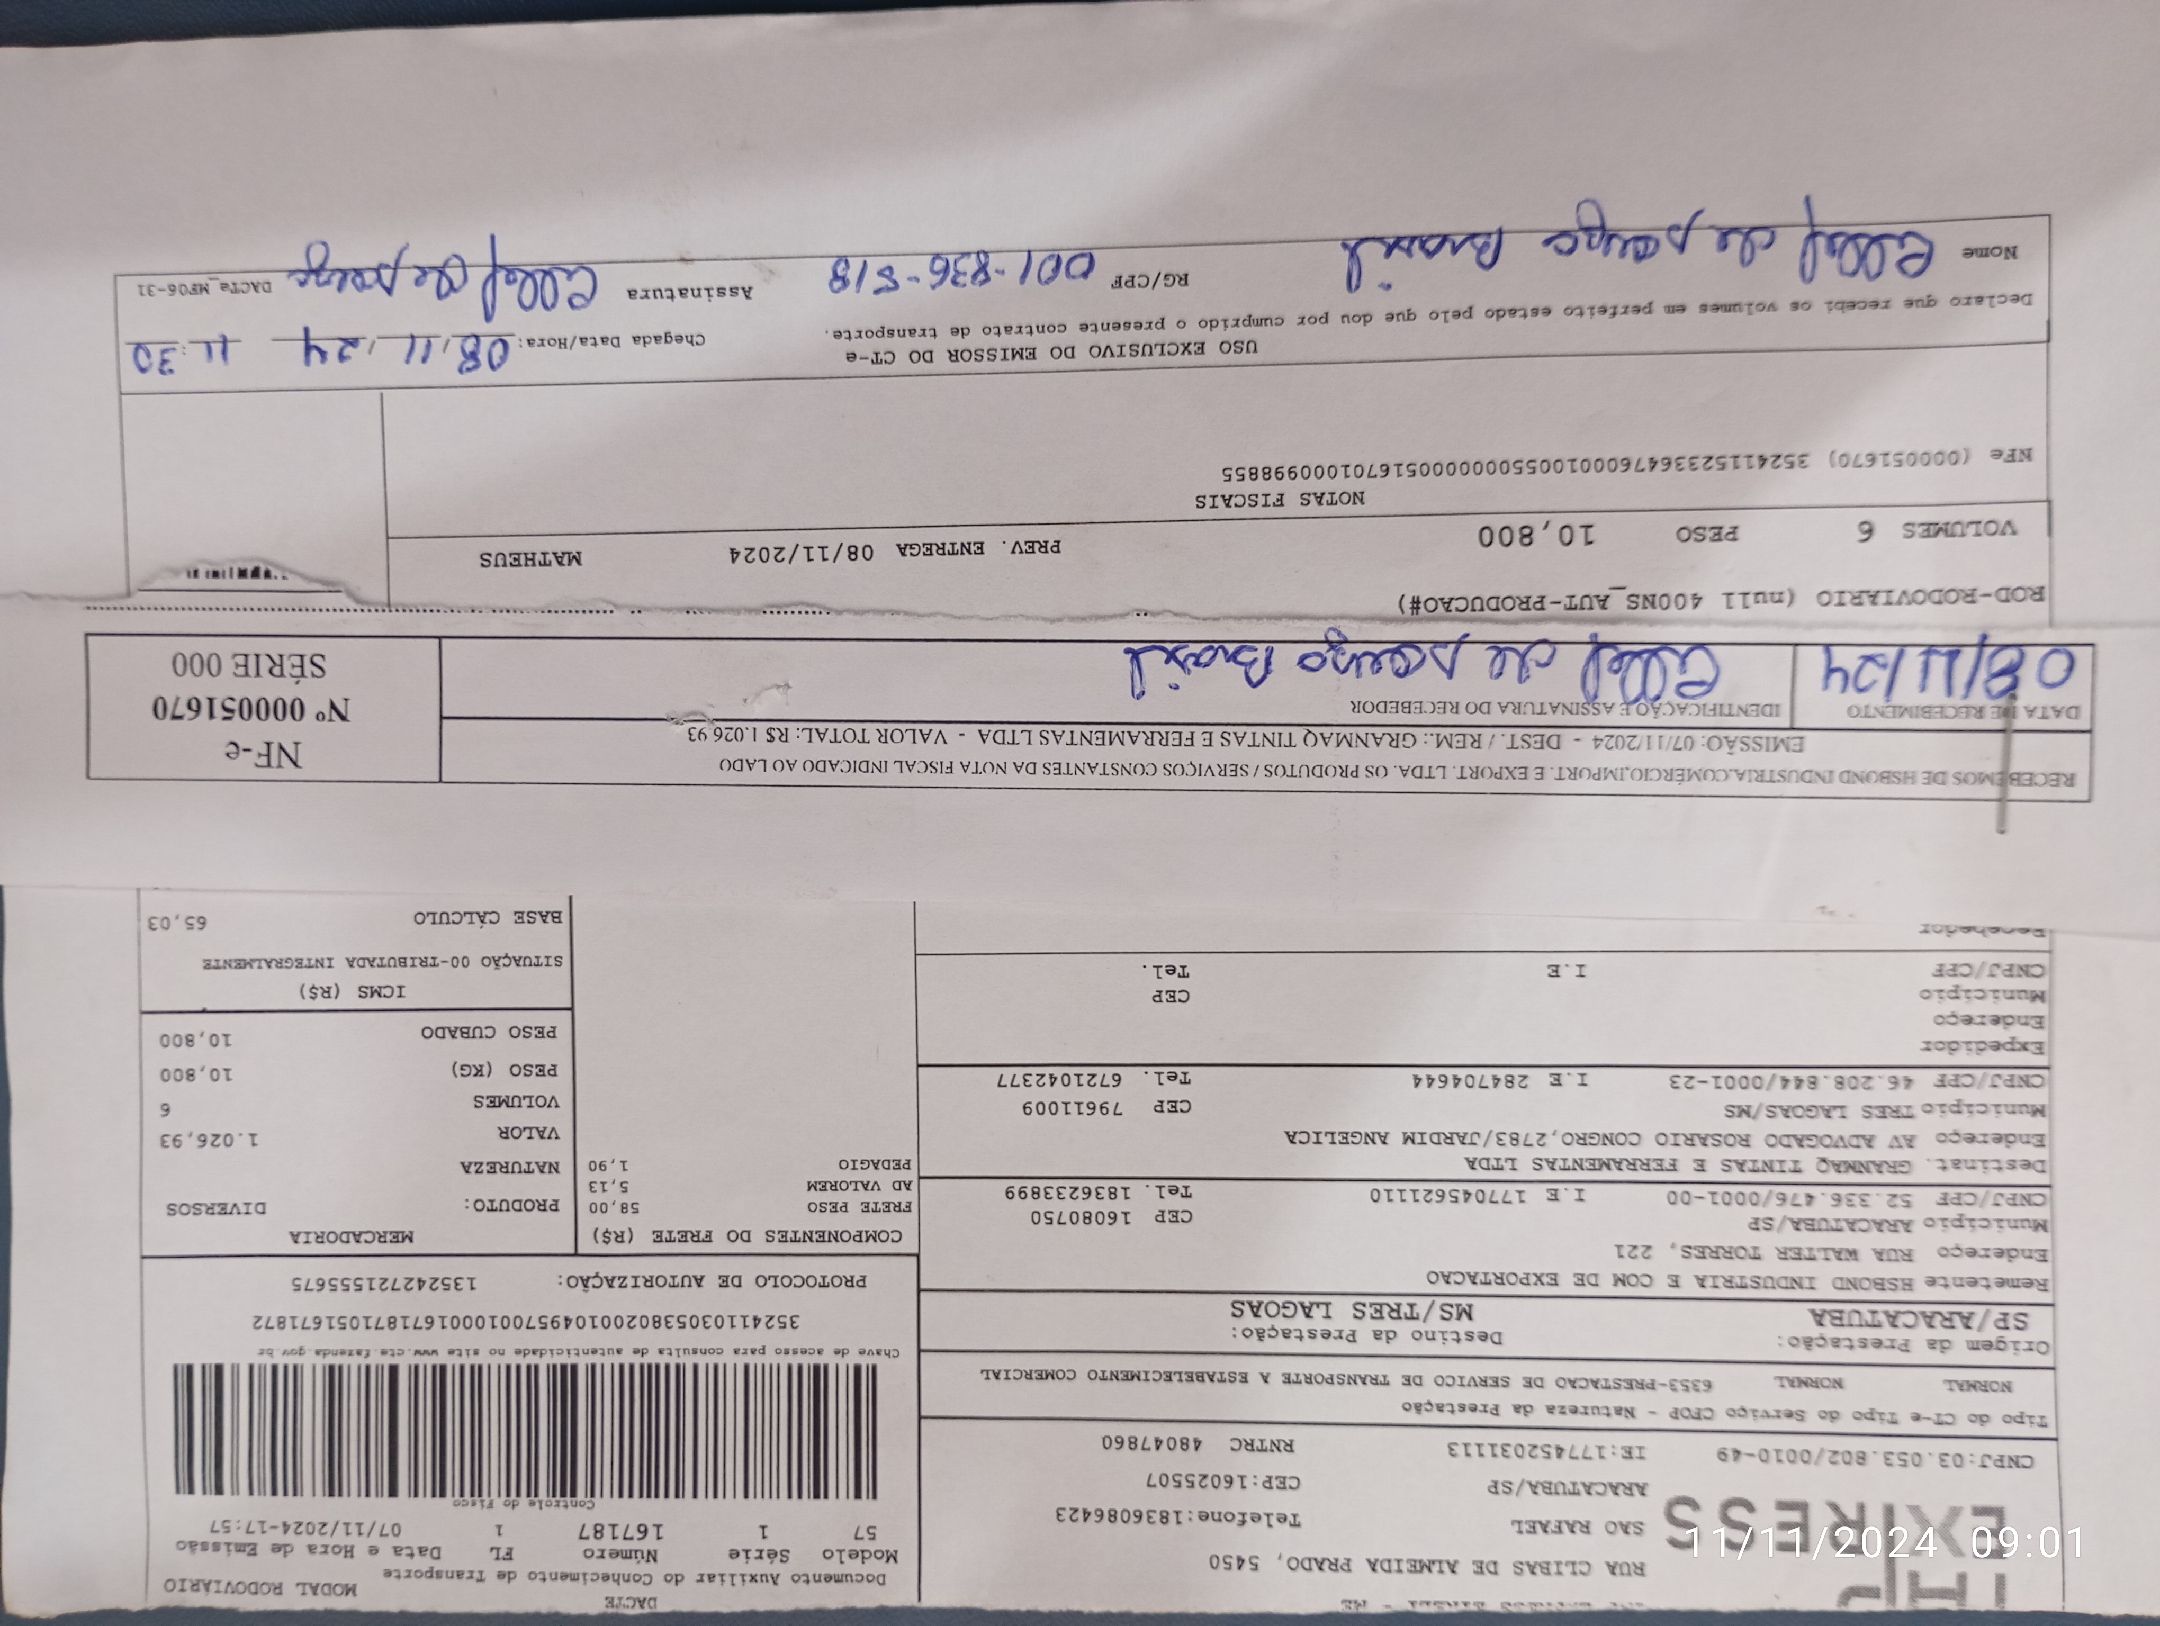 EXPRESS
RUA CLIBAS DE ALMEIDA PRADO, 5450
SAO RAFAEL Telefone:1836086423
ARACATUBA/SP CEP:16025507
CNPJ:03.053.802/0010-49 IE:177452031113 RNTRC 48047860
DACTE MODAL RODOVIÁRIO
Documento Auxiliar do Conhecimento de Transporte
Modelo Série Número FL Data e Hora de Emissão
57 1 167187 1 07/11/2024-17:57
Controle do Fisco
Chave de acesso para consulta de autenticidade no site www.cte.fazenda.gov.br
35241103053802001049570010001671871051671872
PROTOCOLO DE AUTORIZAÇÃO: 135242721555675
Tipo do CT-e Tipo do Serviço CFOP - Natureza da Prestação
NORMAL NORMAL 6353-PRESTACAO DE SERVICO DE TRANSPORTE A ESTABELECIMENTO COMERCIAL
Origem da Prestação: Destino da Prestação:
SP/ARACATUBA MS/TRES LAGOAS
Remetente HSBOND INDUSTRIA E COM DE EXPORTACAO
Endereço RUA WALTER TORRES, 221
Município ARACATUBA/SP CEP 16080750
CNPJ/CPF 52.336.476/0001-00 I.E 177045621110 Tel. 1836233899
Destinat. GRANMAQ TINTAS E FERRAMENTAS LTDA
Endereço AV ADVOGADO ROSARIO CONGRO,2783/JARDIM ANGELICA
Município TRES LAGOAS/MS CEP 79611009
CNPJ/CPF 46.208.844/0001-23 I.E 284704644 Tel. 6721042377
Expedidor
Endereço
Município CEP
CNPJ/CPF I.E Tel.
Recebedor
COMPONENTES DO FRETE (R$)
FRETE PESO 58,00
AD VALOREM 5,13
PEDAGIO 1,90
MERCADORIA
PRODUTO: DIVERSOS
NATUREZA
VALOR 1.026,93
VOLUMES 6
PESO (KG) 10,800
PESO CUBADO 10,800
ICMS (R$)
SITUAÇÃO 00-TRIBUTADA INTEGRALMENTE
BASE CÁLCULO 65,03
RECEBEMOS DE HSBOND INDUSTRIA.COMÉRCIO,IMPORT. E EXPORT. LTDA. OS PRODUTOS / SERVIÇOS CONSTANTES DA NOTA FISCAL INDICADO AO LADO
EMISSÃO: 07/11/2024 - DEST. / REM.: GRANMAQ TINTAS E FERRAMENTAS LTDA - VALOR TOTAL: R$ 1.026,93
DATA DE RECEBIMENTO IDENTIFICAÇÃO E ASSINATURA DO RECEBEDOR
08/11/24 de Brasil
NF-e
Nº 000051670
SÉRIE 000
ROD-RODOVIARIO (null 400NS_AUT-PRODUCAO#)
VOLUMES 6 PESO 10,800 PREV. ENTREGA 08/11/2024 MATHEUS
NOTAS FISCAIS
NFe (000051670) 35241152336476000100550000000516701000998855
USO EXCLUSIVO DO EMISSOR DO CT-e
Declaro que recebi os volumes em perfeito estado pelo que dou por cumprido o presente contrato de transporte.
Chegada Data/Hora: 08/11/24 11:30
Nome de Brasil RG/CPF 001-836-518 Assinatura de DACTe_MF06-31
11/11/2024 09:01